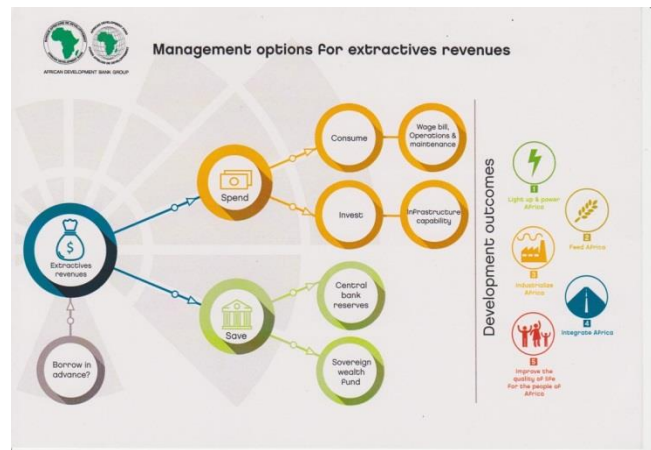 AFRICAN DEVELOPMENT BANK GROUP
Management options for extractives revenues
Extractives
revenues
$
Borrow in
advance?
Spend
Save
Consume
Wage bill,
Operations &
maintenance
Invest
Infrastructure
capability
Central
bank
reserves
Sovereign
wealth
Fund
Development outcomes
1
Light up & power
Africa
2
Feed Africa
3
Industrialize
Africa
4
Integrate Africa
5
Improve the
quality of life
for the people of
Africa